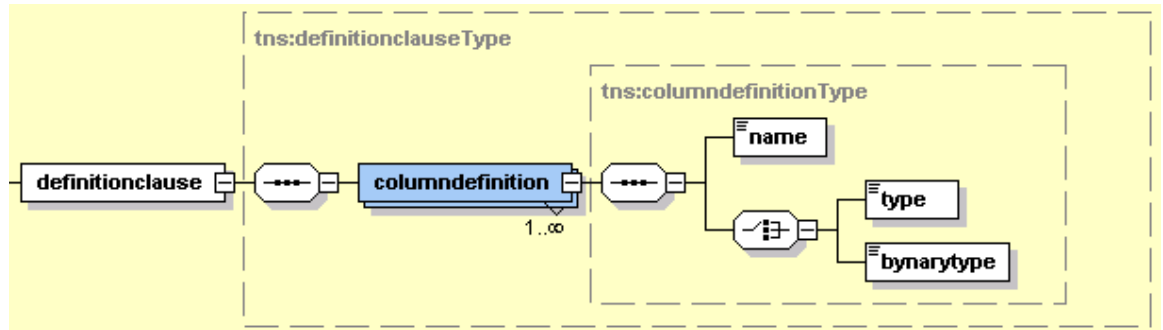 tns:definitionclauseType
tns:columndefinitionType
name
definitionclause
columndefinition
type
1..∞
bynarytype